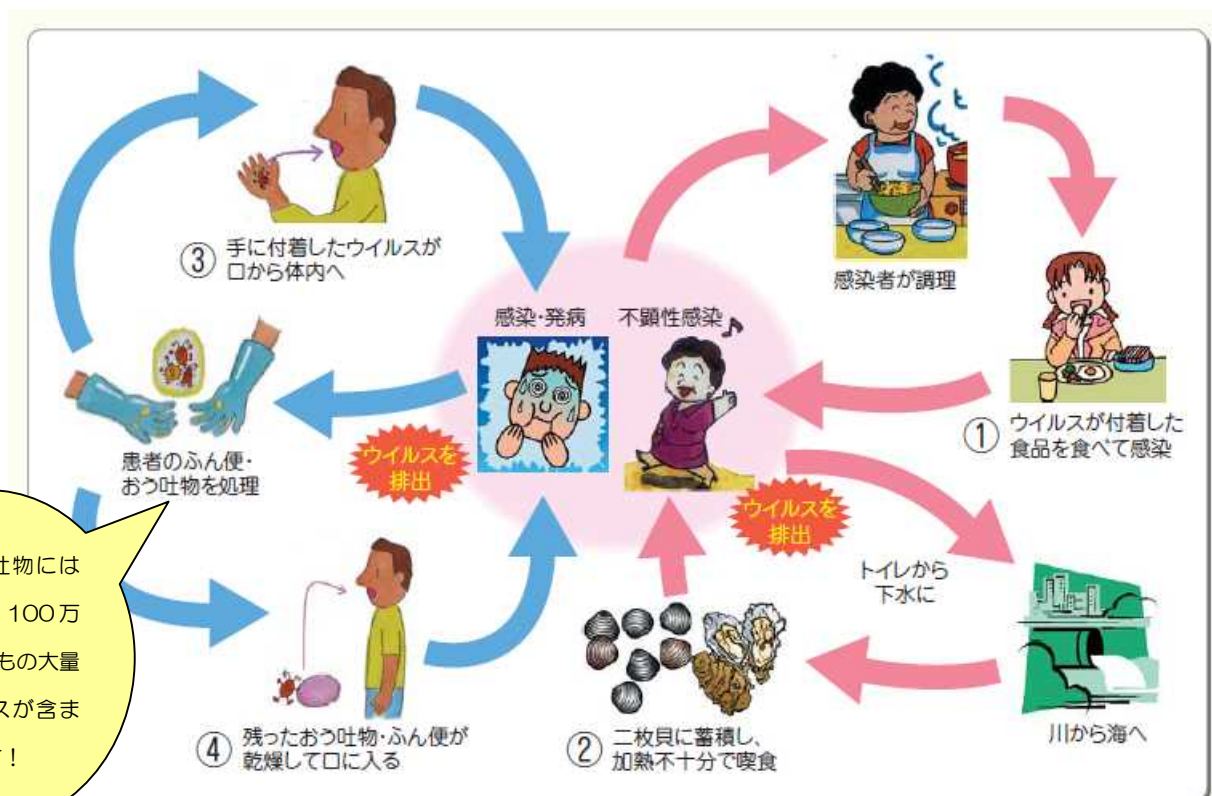 ③ 手に付着したウイルスが
口から体内へ
感染者が調理
感染・発病
不顕性感染
① ウイルスが付着した
食品を食べて感染
患者のふん便・
おう吐物を処理
ウイルスを
排出
ウイルスを
排出
トイレから
下水に
吐物には
100万
もの大量
スが含ま
！
④ 残ったおう吐物・ふん便が
乾燥して口に入る
② 二枚貝に蓄積し、
加熱不十分で喫食
川から海へ